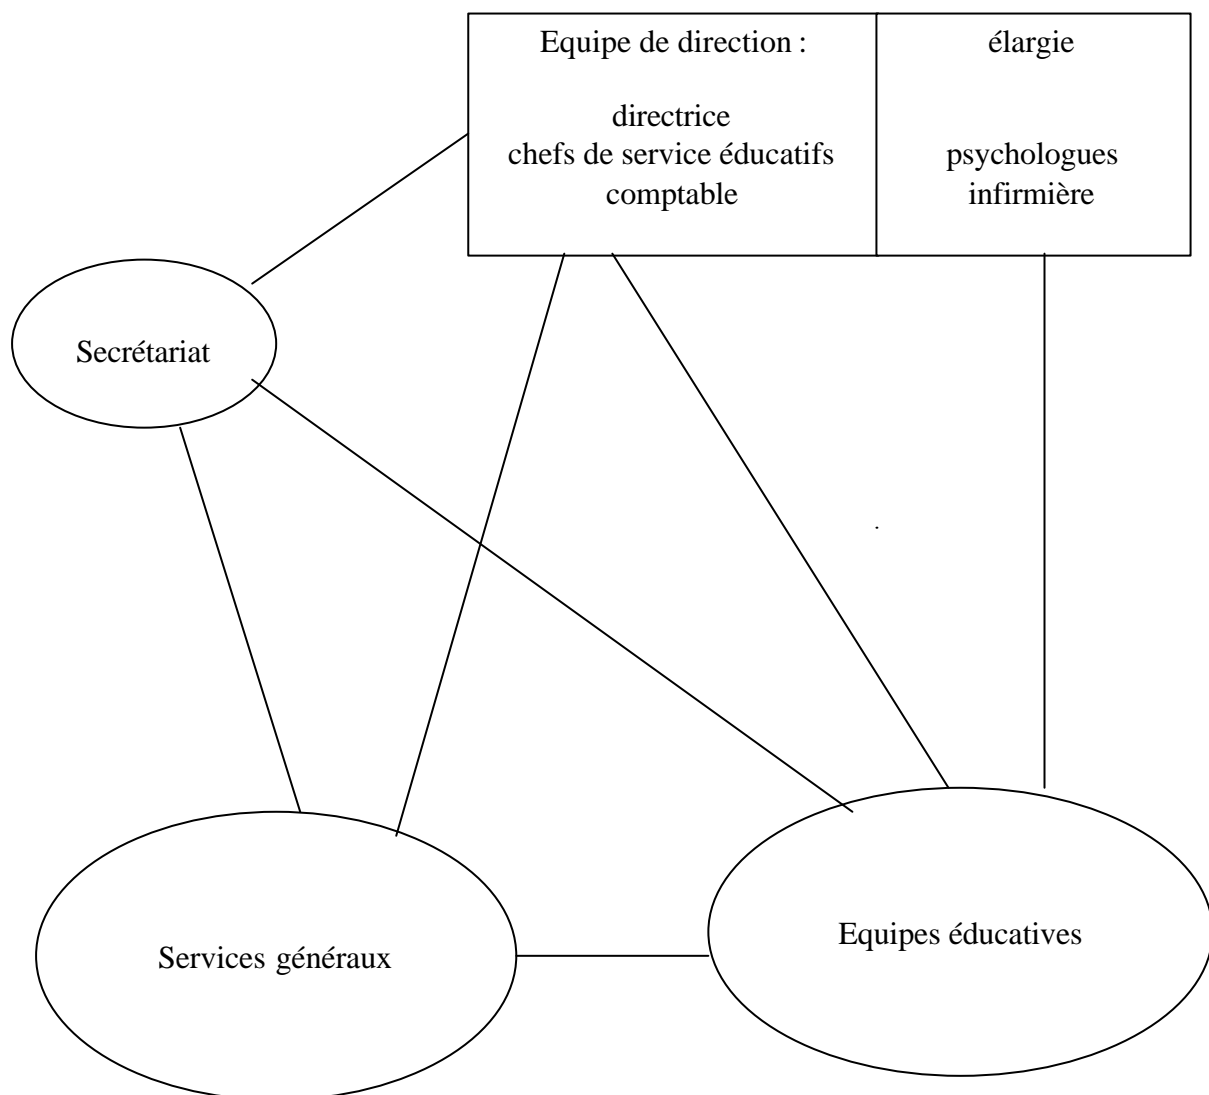 Equipe de direction :
directrice
chefs de service éducatifs
comptable
élargie
psychologues
infirmière
Secrétariat
Services généraux
Equipes éducatives